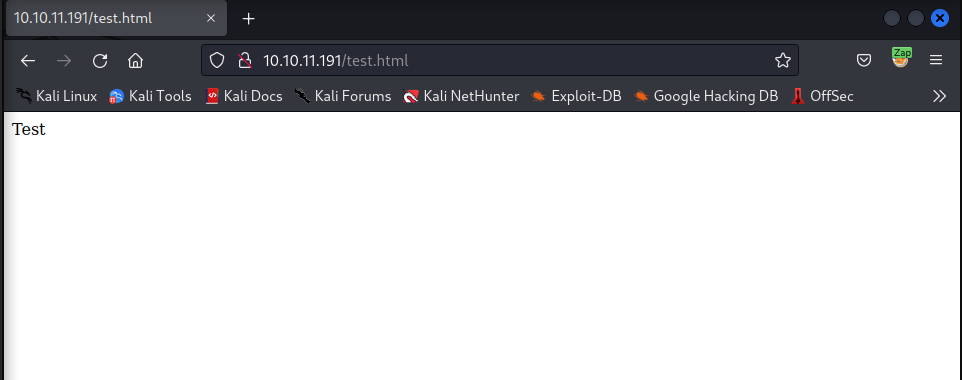 10.10.11.191/test.html
10.10.11.191/test.html
Zap
Kali Linux Kali Tools Kali Docs Kali Forums Kali NetHunter Exploit-DB Google Hacking DB OffSec
Test